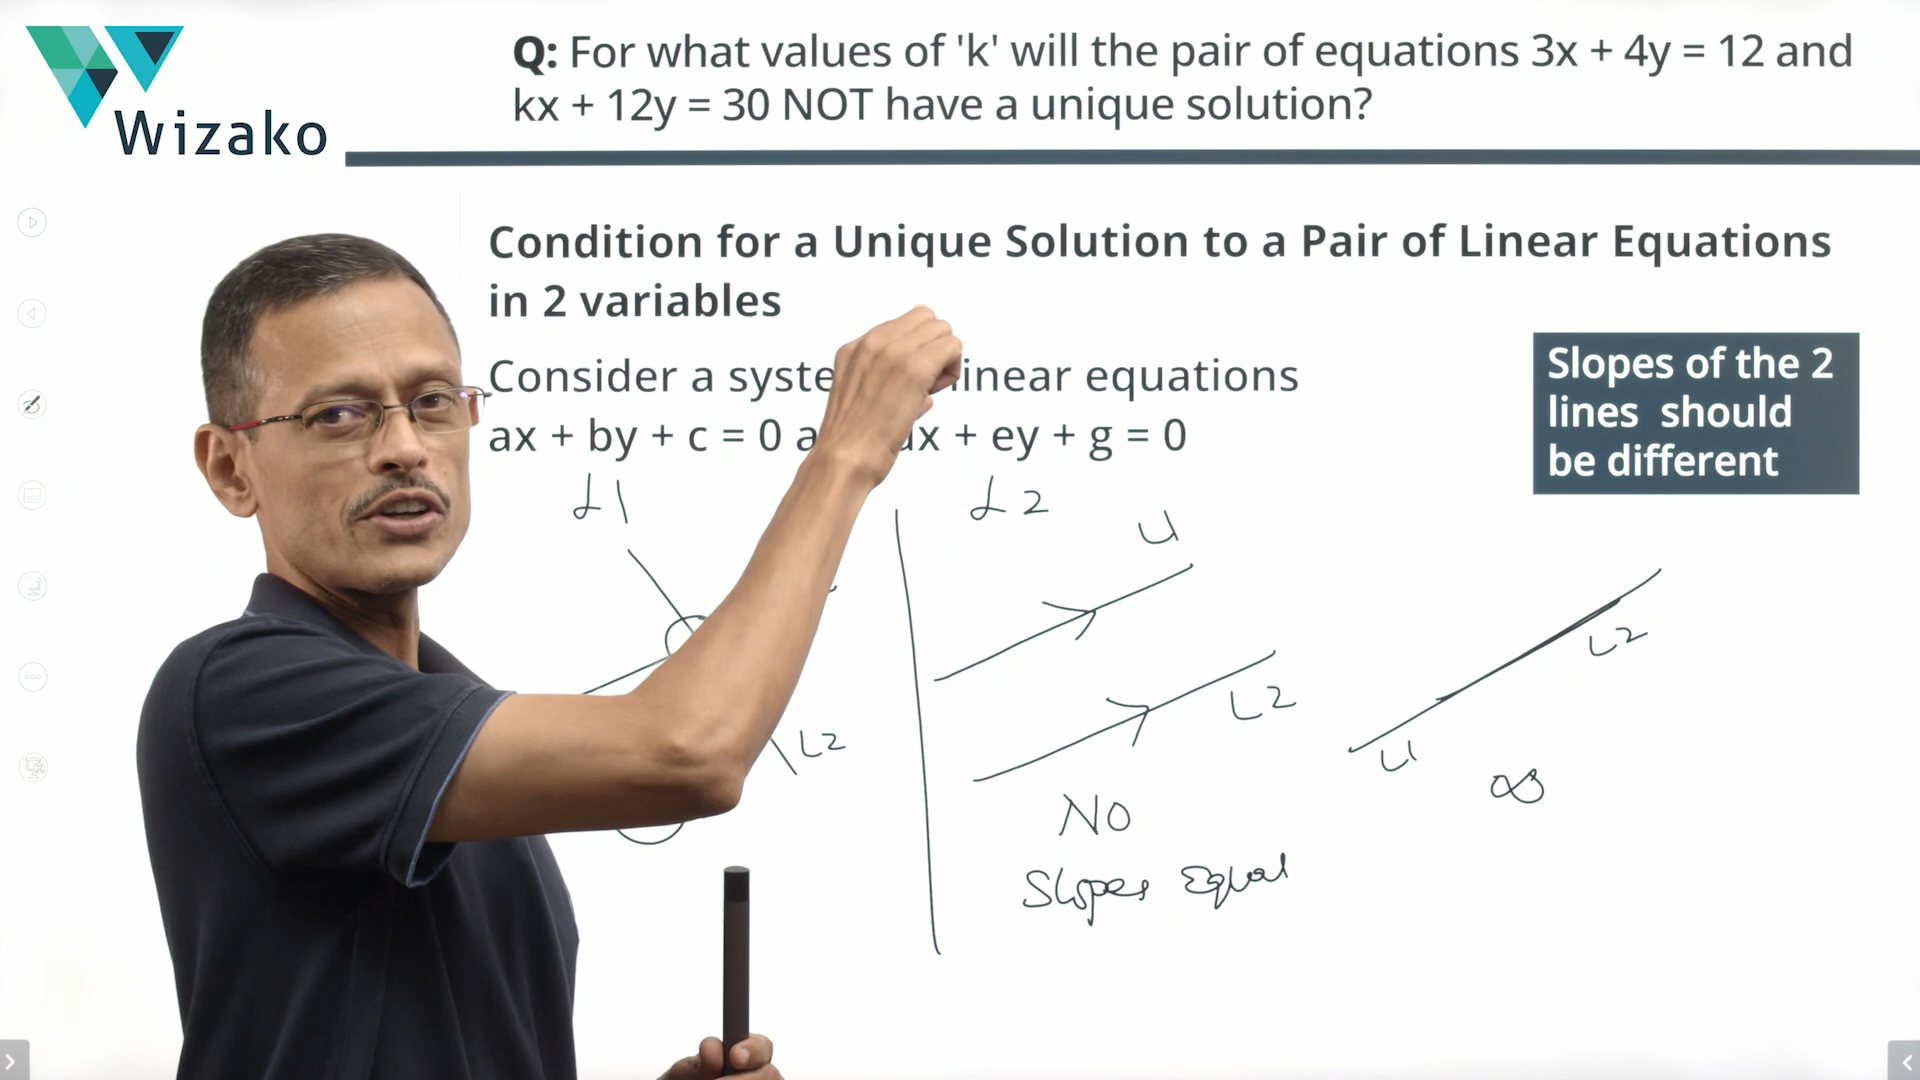 Wizako
Q: For what values of 'k' will the pair of equations 3x + 4y = 12 and
kx + 12y = 30 NOT have a unique solution?
Condition for a Unique Solution to a Pair of Linear Equations
in 2 variables
Consider a syste linear equations
ax + by + c = 0 a x + ey + g = 0
Slopes of the 2
lines should
be different
L1
L2
L1
L2
L2
NO
Slopes Equal
L1
L2
∞